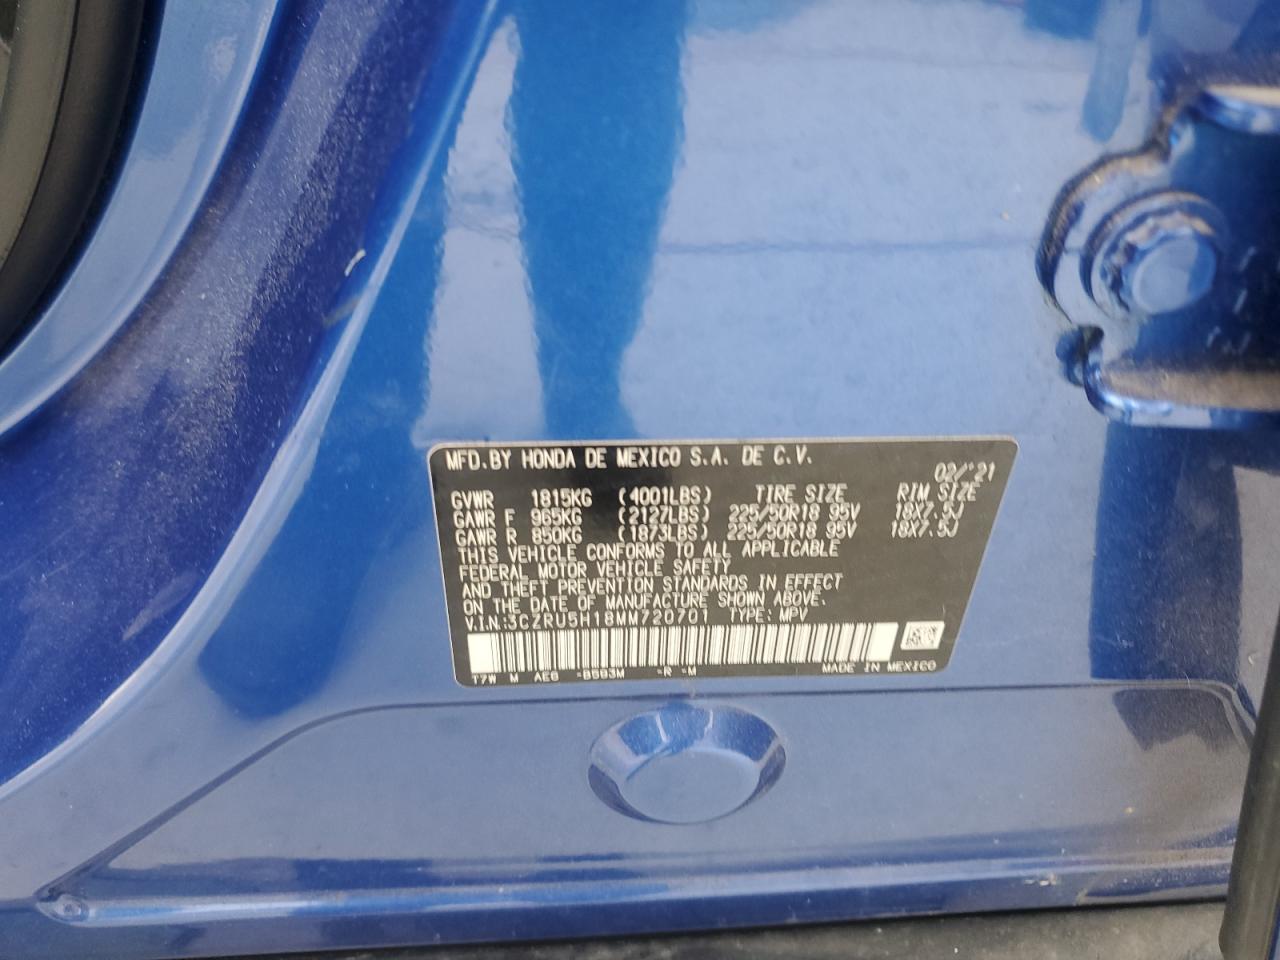 MFD.BY HONDA DE MEXICO S.A. DE C.V. 02/'21
GVWR 1815KG (4001LBS) TIRE SIZE RIM SIZE
GAWR F 965KG (2127LBS) 225/50R18 95V 18X7.5J
GAWR R 850KG (1873LBS) 225/50R18 95V 18X7.5J
THIS VEHICLE CONFORMS TO ALL APPLICABLE
FEDERAL MOTOR VEHICLE SAFETY
AND THEFT PREVENTION STANDARDS IN EFFECT
ON THE DATE OF MANUFACTURE SHOWN ABOVE.
V.I.N:3CZRU5H18MM720701 TYPE: MPV
T7W M AE6 -B593M -R -M MADE IN MEXICO